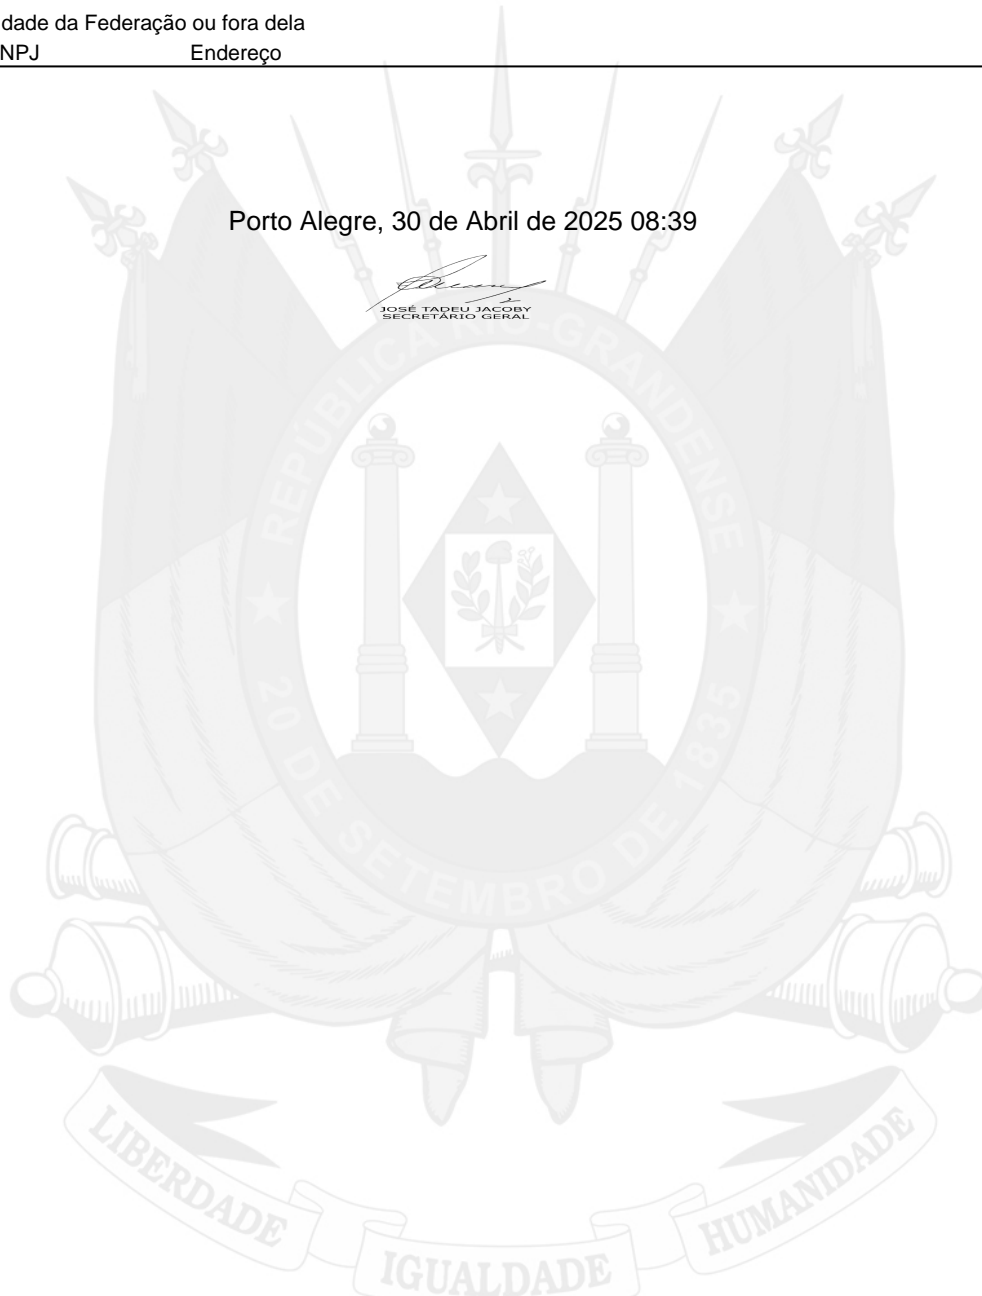 dade da Federação ou fora dela
NPJ Endereço
Porto Alegre, 30 de Abril de 2025 08:39
JOSÉ TADEU JACOBY
SECRETÁRIO GERAL
REPÚBLICA RIO-GRANDENSE
20 DE SETEMBRO DE 1835
LIBERDADE
IGUALDADE
HUMANIDADE